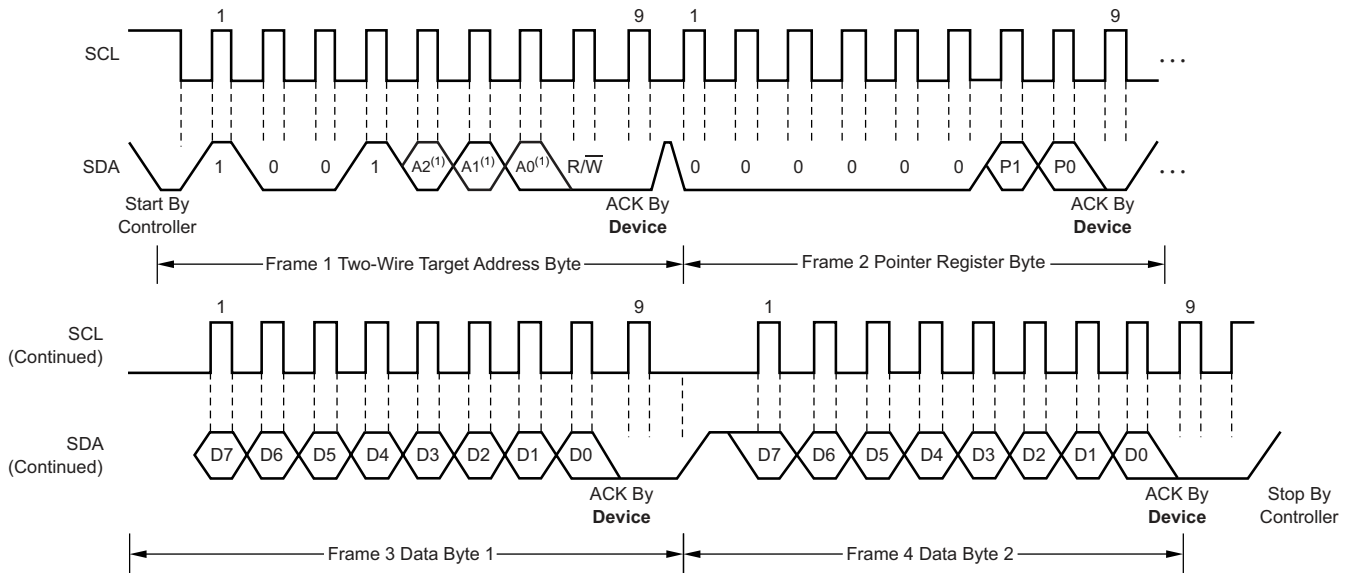 1 9 1 9
SCL ...
SDA 1 0 0 1 A2(1) A1(1) A0(1) R/W̅ 0 0 0 0 0 0 P1 P0 ...
Start By
Controller
ACK By
Device
ACK By
Device
Frame 1 Two-Wire Target Address Byte
Frame 2 Pointer Register Byte
1 9 1 9
SCL
(Continued)
SDA
(Continued)
D7 D6 D5 D4 D3 D2 D1 D0 D7 D6 D5 D4 D3 D2 D1 D0
ACK By
Device
ACK By
Device
Stop By
Controller
Frame 3 Data Byte 1
Frame 4 Data Byte 2